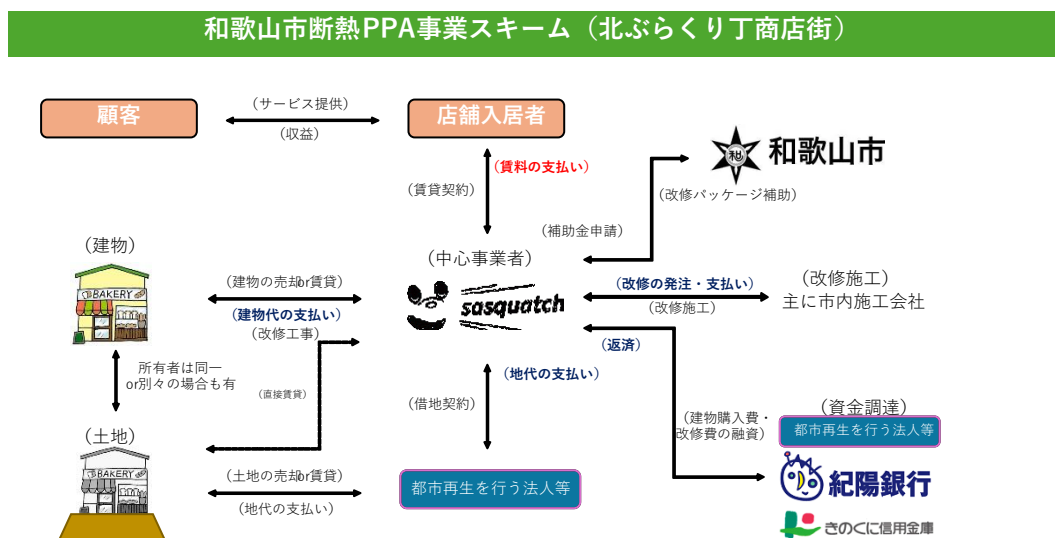 和歌山市断熱PPA事業スキーム（北ぶらくり丁商店街）
顧客
（サービス提供）
（収益）
店舗入居者
（賃料の支払い）
（賃貸契約）
和
和歌山市
（改修パッケージ補助）
（補助金申請）
（建物）
BAKERY
（建物の売却or賃貸）
（建物代の支払い）
（改修工事）
（中心事業者）
sasquatch
（改修の発注・支払い）
（改修施工）
（改修施工）
主に市内施工会社
所有者は同一
or別々の場合も有
（直接賃貸）
（返済）
（地代の支払い）
（借地契約）
（建物購入費・
改修費の融資）
（資金調達）
都市再生を行う法人等
（土地）
BAKERY
（土地の売却or賃貸）
（地代の支払い）
都市再生を行う法人等
紀陽銀行
きのくに信用金庫